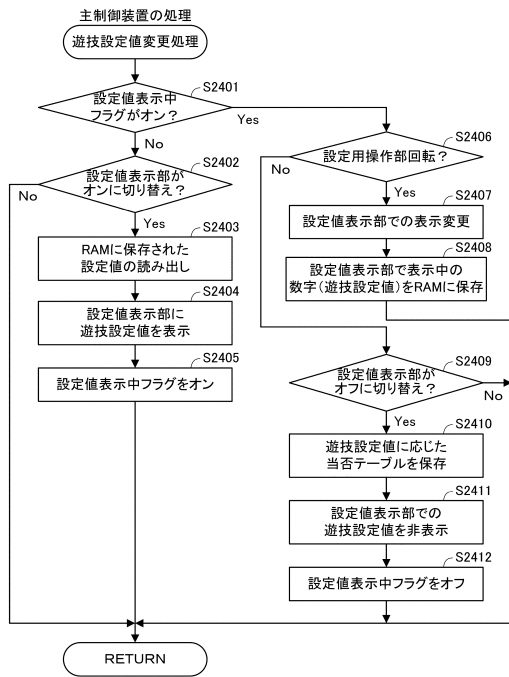 主制御装置の処理
遊技設定値変更処理
S2401
設定値表示中
フラグがオン？
Yes
No
S2402
設定値表示部が
オンに切り替え？
No
Yes
S2403
RAMに保存された
設定値の読み出し
S2404
設定値表示部に
遊技設定値を表示
S2405
設定値表示中フラグをオン
S2406
設定用操作部回転？
No
Yes
S2407
設定値表示部での表示変更
S2408
設定値表示部で表示中の
数字（遊技設定値）をRAMに保存
S2409
設定値表示部が
オフに切り替え？
No
Yes
S2410
遊技設定値に応じた
当否テーブルを保存
S2411
設定値表示部での
遊技設定値を非表示
S2412
設定値表示中フラグをオフ
RETURN